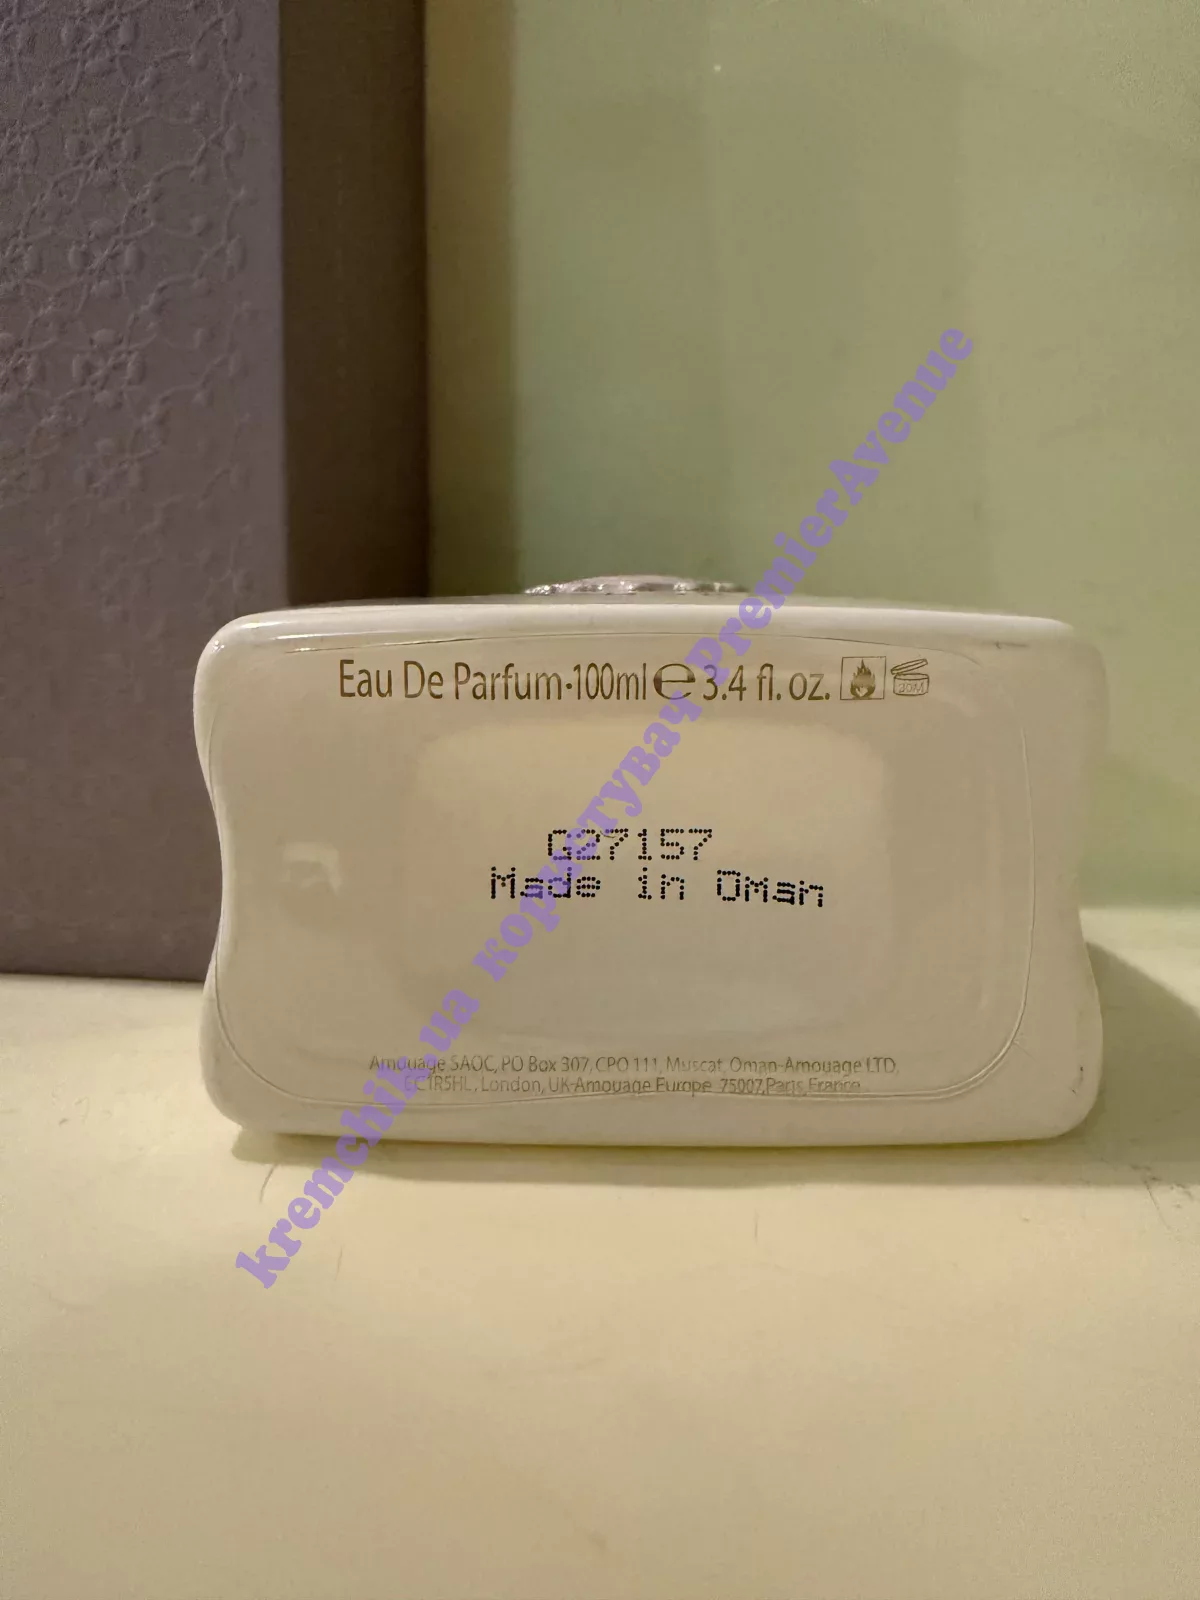 Eau De Parfum·100ml ℮ 3.4 fl. oz.
30M
G27157
Made in Oman
Amouage SAOC, PO Box 307, CPO 111, Muscat, Oman-Amouage LTD,
EC1R5HL, London, UK-Amouage Europe 75007, Paris, France
kremchik.ua користувач PremierAvenue